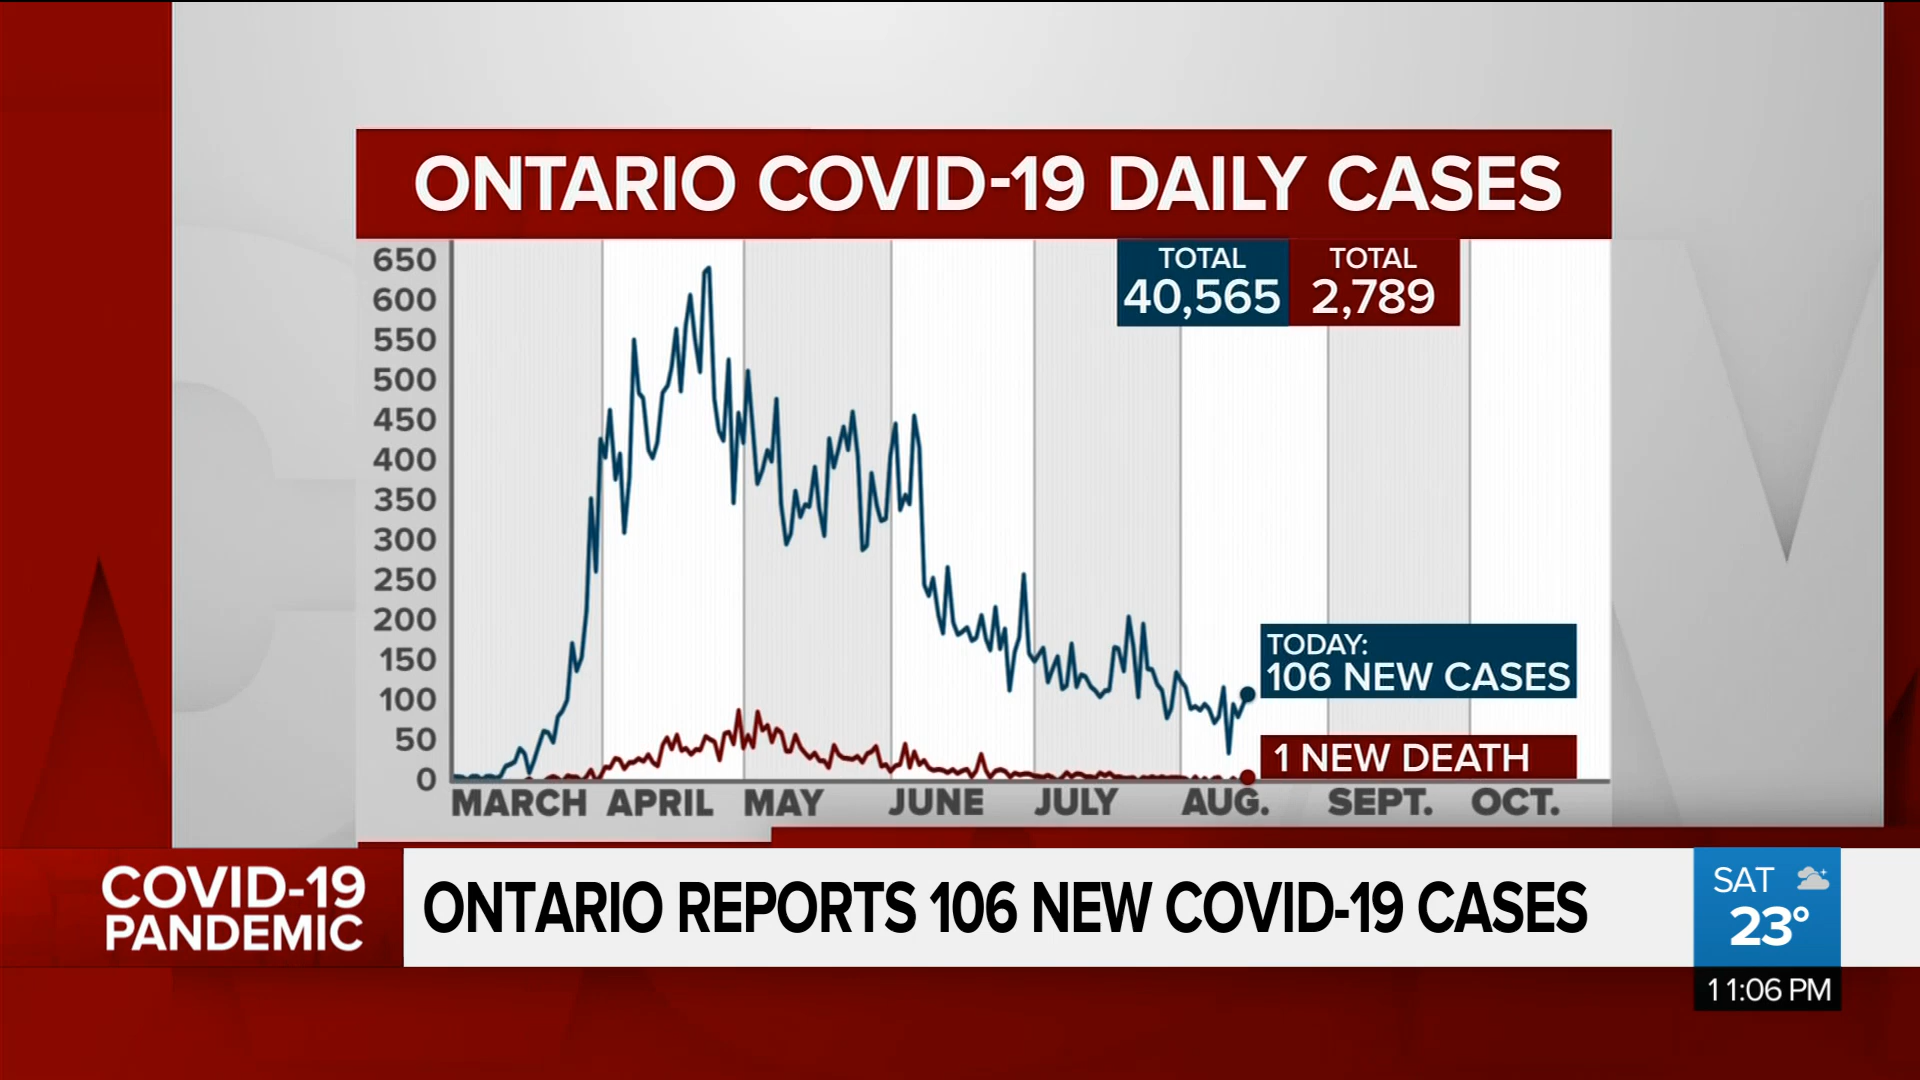 ONTARIO COVID-19 DAILY CASES
TOTAL
40,565
TOTAL
2,789
650
600
550
500
450
400
350
300
250
200
150
100
50
0
TODAY:
106 NEW CASES
1 NEW DEATH
MARCH APRIL MAY JUNE JULY AUG. SEPT. OCT.
COVID-19
PANDEMIC
ONTARIO REPORTS 106 NEW COVID-19 CASES
SAT
23°
11:06 PM